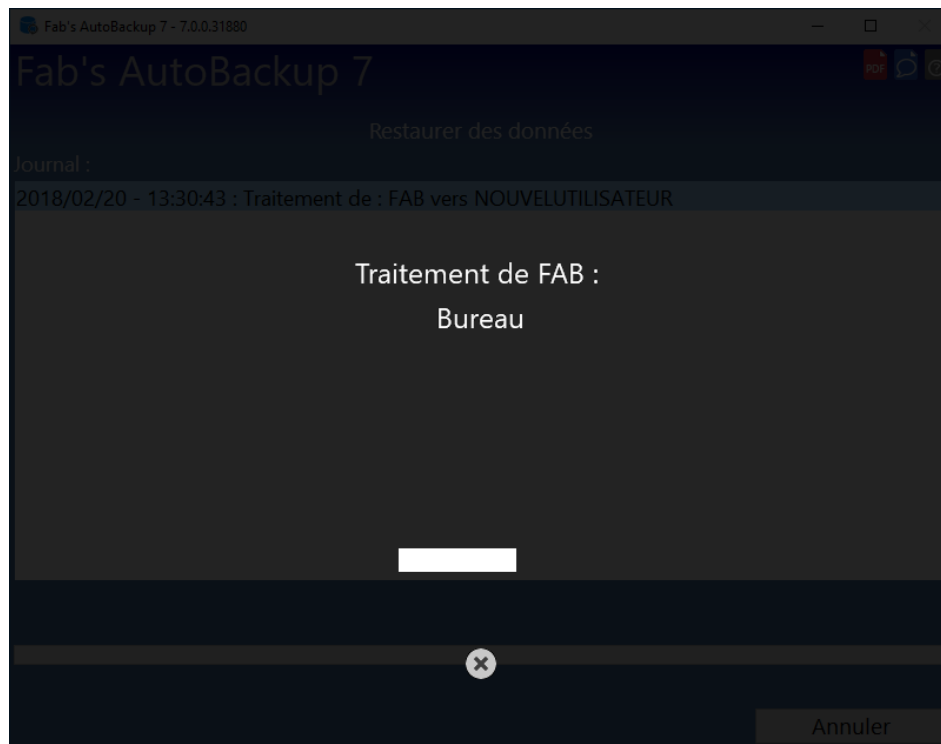 Fab's AutoBackup 7 - 7.0.0.31880
Fab's AutoBackup 7
PDF
Restaurer des données
Journal :
2018/02/20 - 13:30:43 : Traitement de : FAB vers NOUVELUTILISATEUR
Traitement de FAB :
Bureau
Annuler